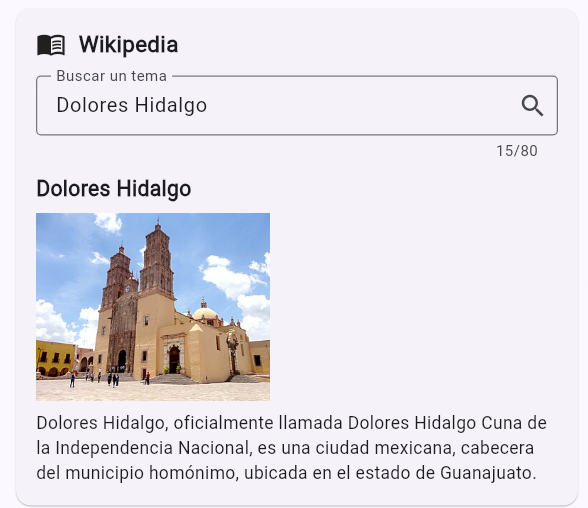 Wikipedia
Buscar un tema
Dolores Hidalgo
15/80
Dolores Hidalgo
Dolores Hidalgo, oficialmente llamada Dolores Hidalgo Cuna de
la Independencia Nacional, es una ciudad mexicana, cabecera
del municipio homónimo, ubicada en el estado de Guanajuato.